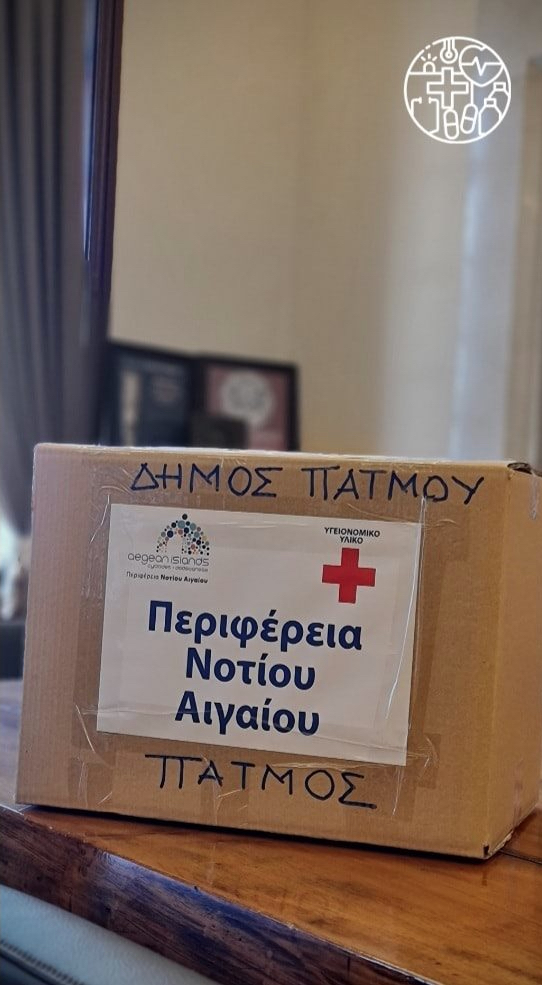 ΔΗΜΟΣ ΠΑΤΜΟΥ
aegean islands
Περιφέρεια Νοτίου Αιγαίου
ΥΓΕΙΟΝΟΜΙΚΟ
ΥΛΙΚΟ
Περιφέρεια
Νοτίου
Αιγαίου
ΠΑΤΜΟΣ